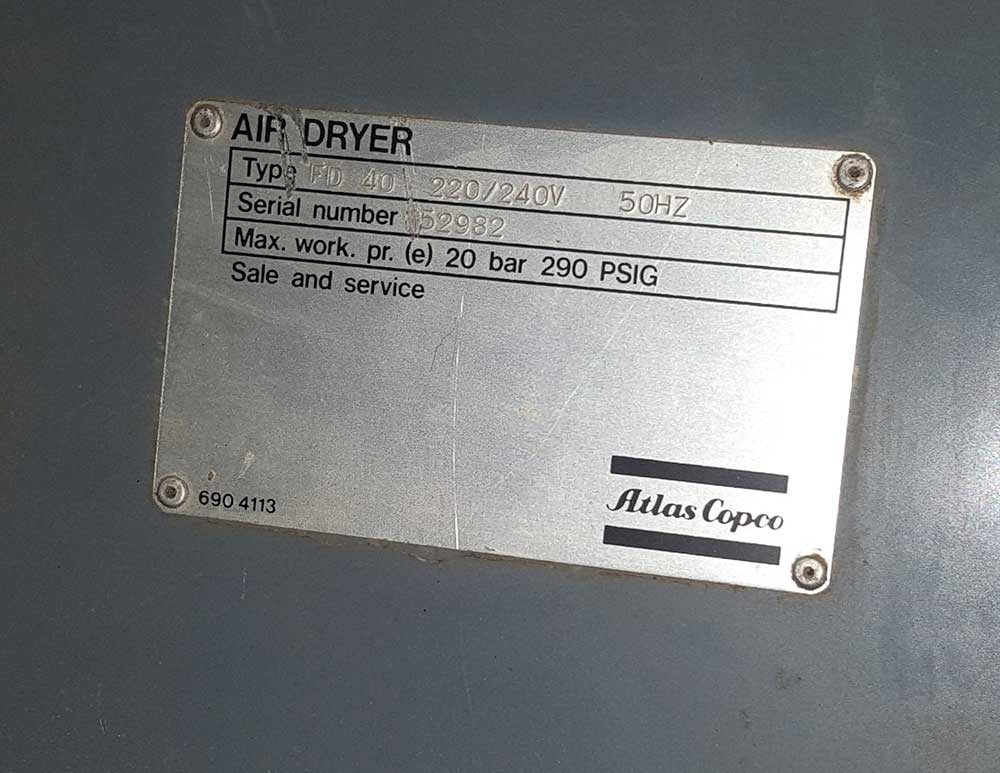 AIR DRYER
Type FD 40 220/240V 50HZ
Serial number 852982
Max. work. pr. (e) 20 bar 290 PSIG
Sale and service
690 4113
Atlas Copco